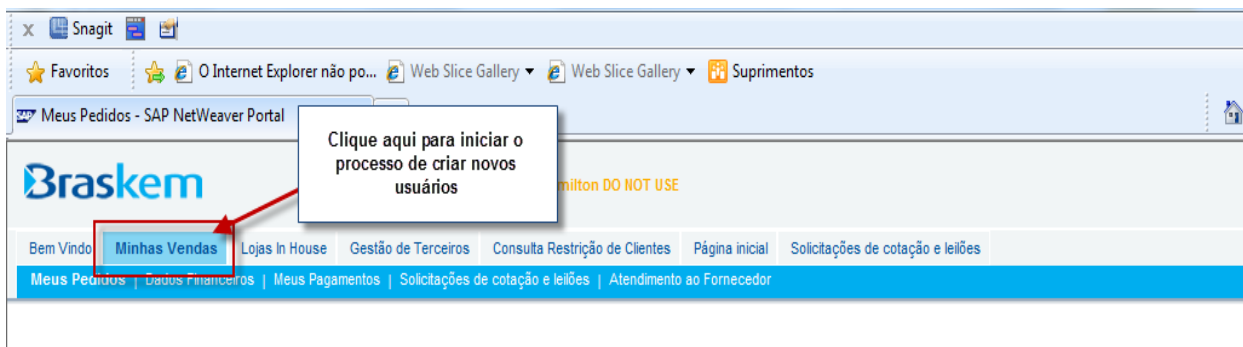 x Snagit
Favoritos O Internet Explorer não po... Web Slice Gallery Web Slice Gallery Suprimentos
Meus Pedidos - SAP NetWeaver Portal
Clique aqui para iniciar o
processo de criar novos
usuários
Braskem
DO NOT USE
Bem Vindo Minhas Vendas Lojas In House Gestão de Terceiros Consulta Restrição de Clientes Página inicial Solicitações de cotação e leilões
Meus Pedidos | Dados Financeiros | Meus Pagamentos | Solicitações de cotação e leilões | Atendimento ao Fornecedor